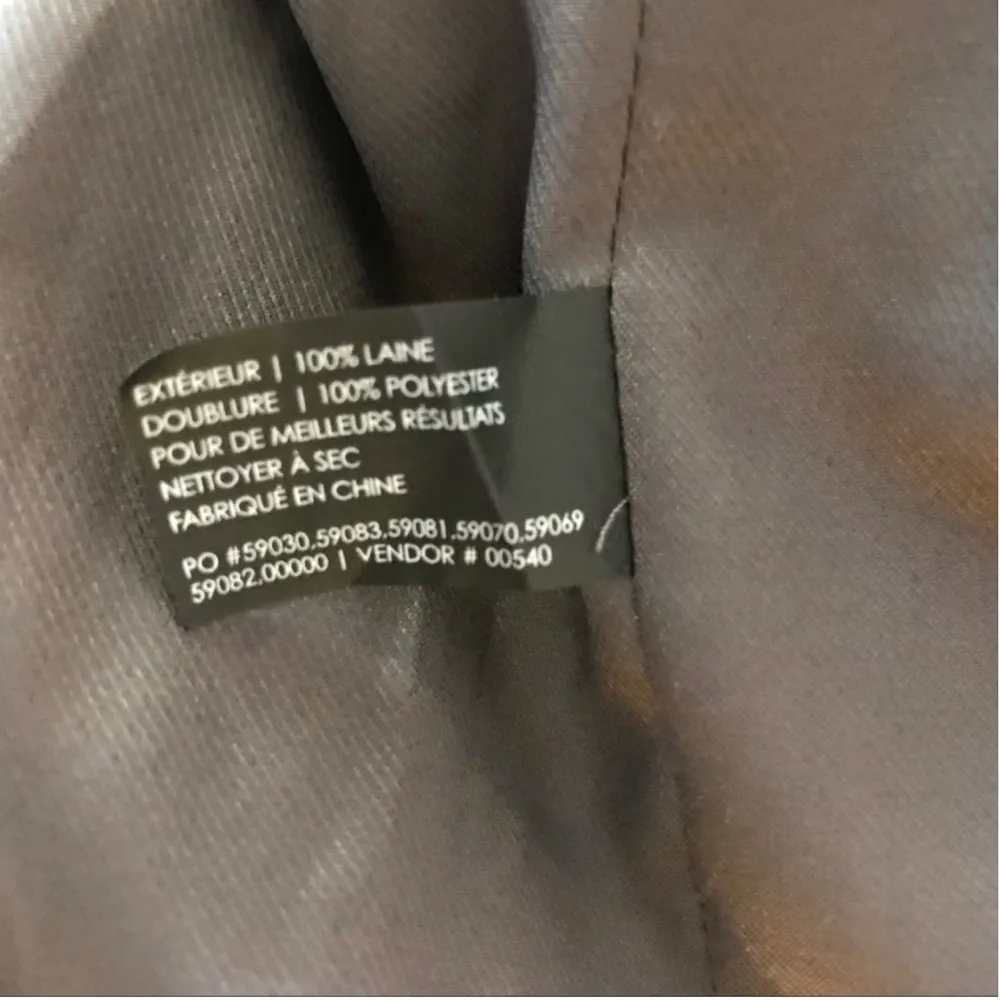 EXTÉRIEUR | 100% LAINE
DOUBLURE | 100% POLYESTER
POUR DE MEILLEURS RÉSULTATS
NETTOYER À SEC
FABRIQUÉ EN CHINE
PO #59030,59083,59081,59070,59069
59082,00000 | VENDOR # 00540